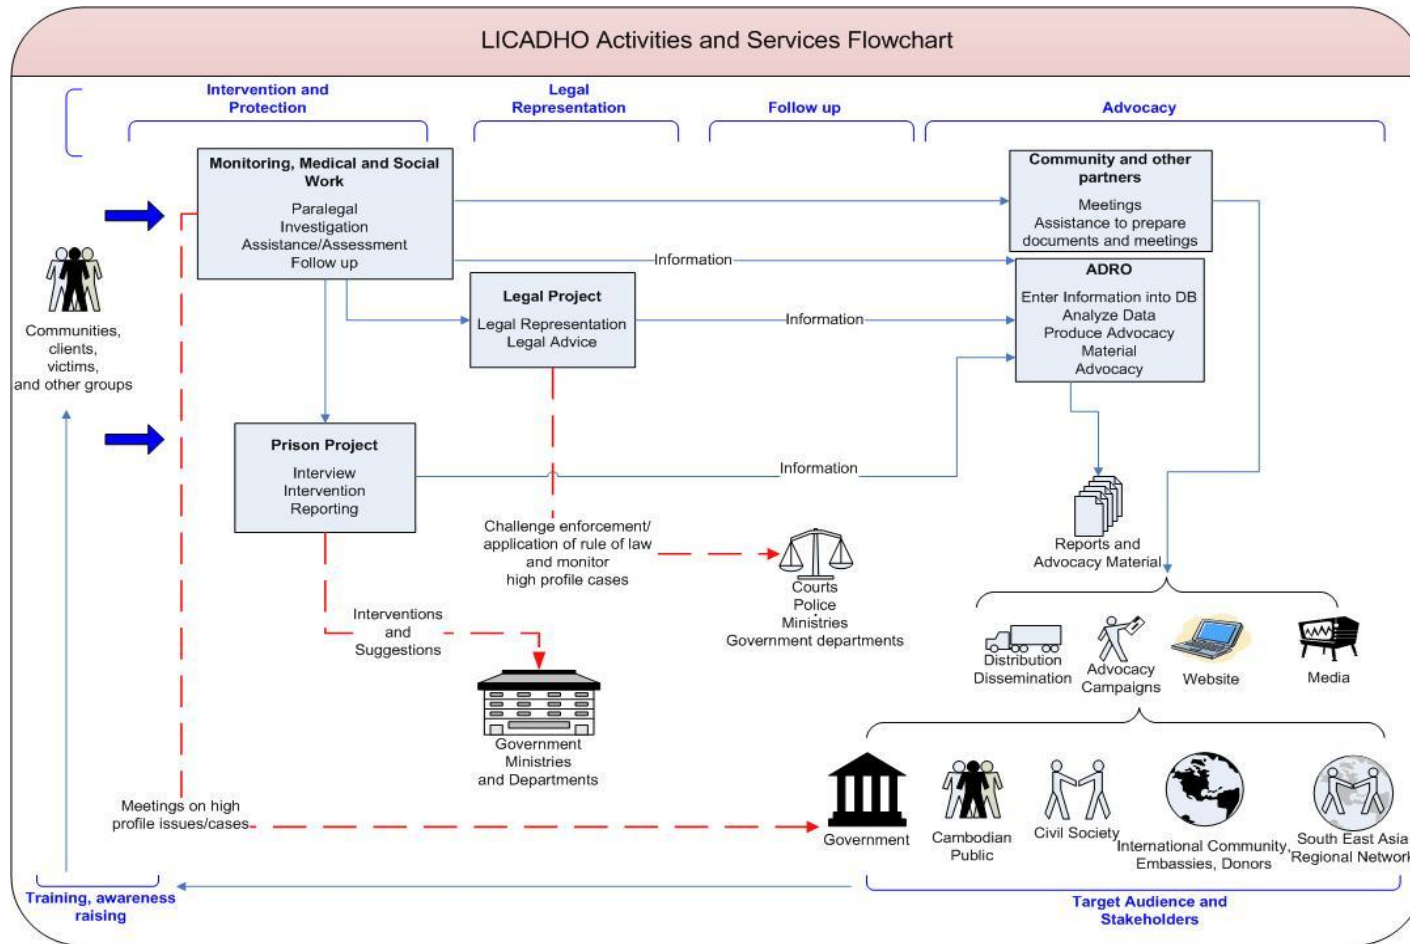 LICADHO Activities and Services Flowchart
Intervention and
Protection
Legal
Representation
Follow up
Advocacy
Monitoring, Medical and Social
Work
Paralegal
Investigation
Assistance/Assessment
Follow up
Community and other
partners
Meetings
Assistance to prepare
documents and meetings
Information
ADRO
Enter Information into DB
Analyze Data
Produce Advocacy
Material
Advocacy
Legal Project
Legal Representation
Legal Advice
Information
Communities,
clients,
victims,
and other groups
Prison Project
Interview
Intervention
Reporting
Information
Challenge enforcement/
application of rule of law
and monitor
high profile cases
Courts
Police
Ministries
Government departments
Reports and
Advocacy Material
Interventions
and
Suggestions
Government
Ministries
and Departments
Distribution
Dissemination
Advocacy
Campaigns
Website
Media
Meetings on high
profile issues/cases
Government
Cambodian
Public
Civil Society
International Community,
Embassies, Donors
South East Asia
Regional Network
Training, awareness
raising
Target Audience and
Stakeholders